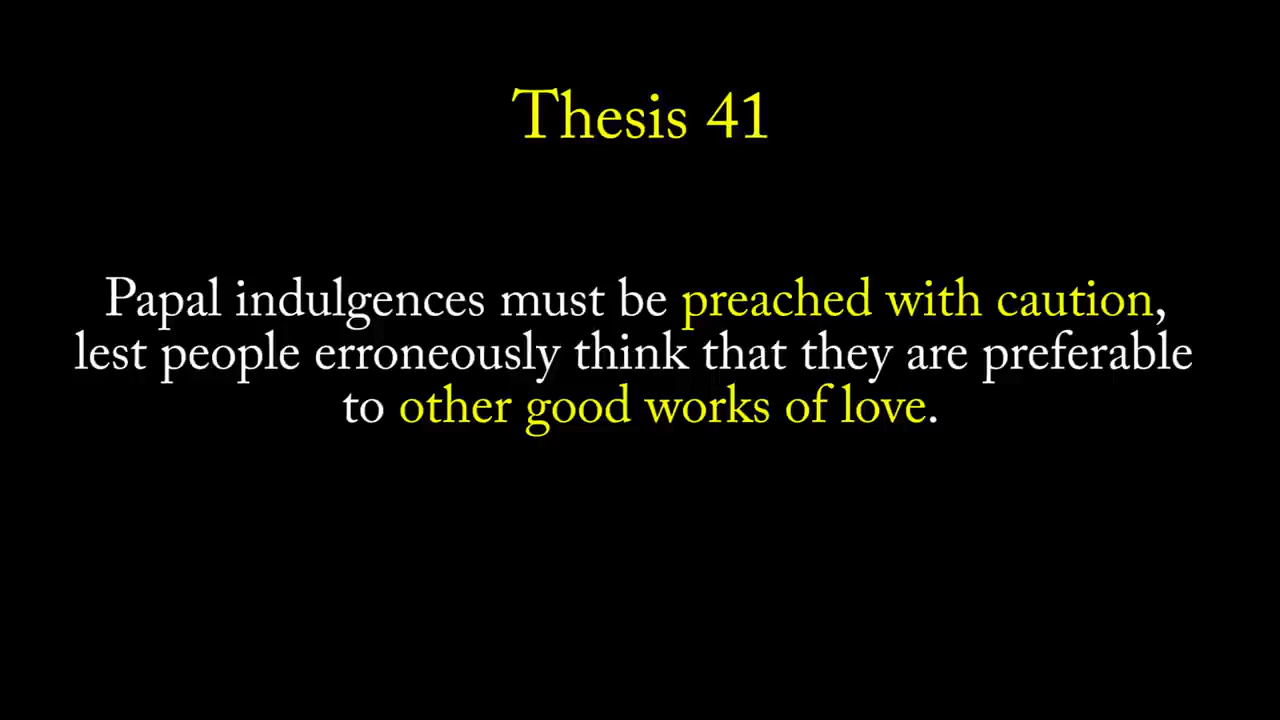 Thesis 41
Papal indulgences must be preached with caution,
lest people erroneously think that they are preferable
to other good works of love.